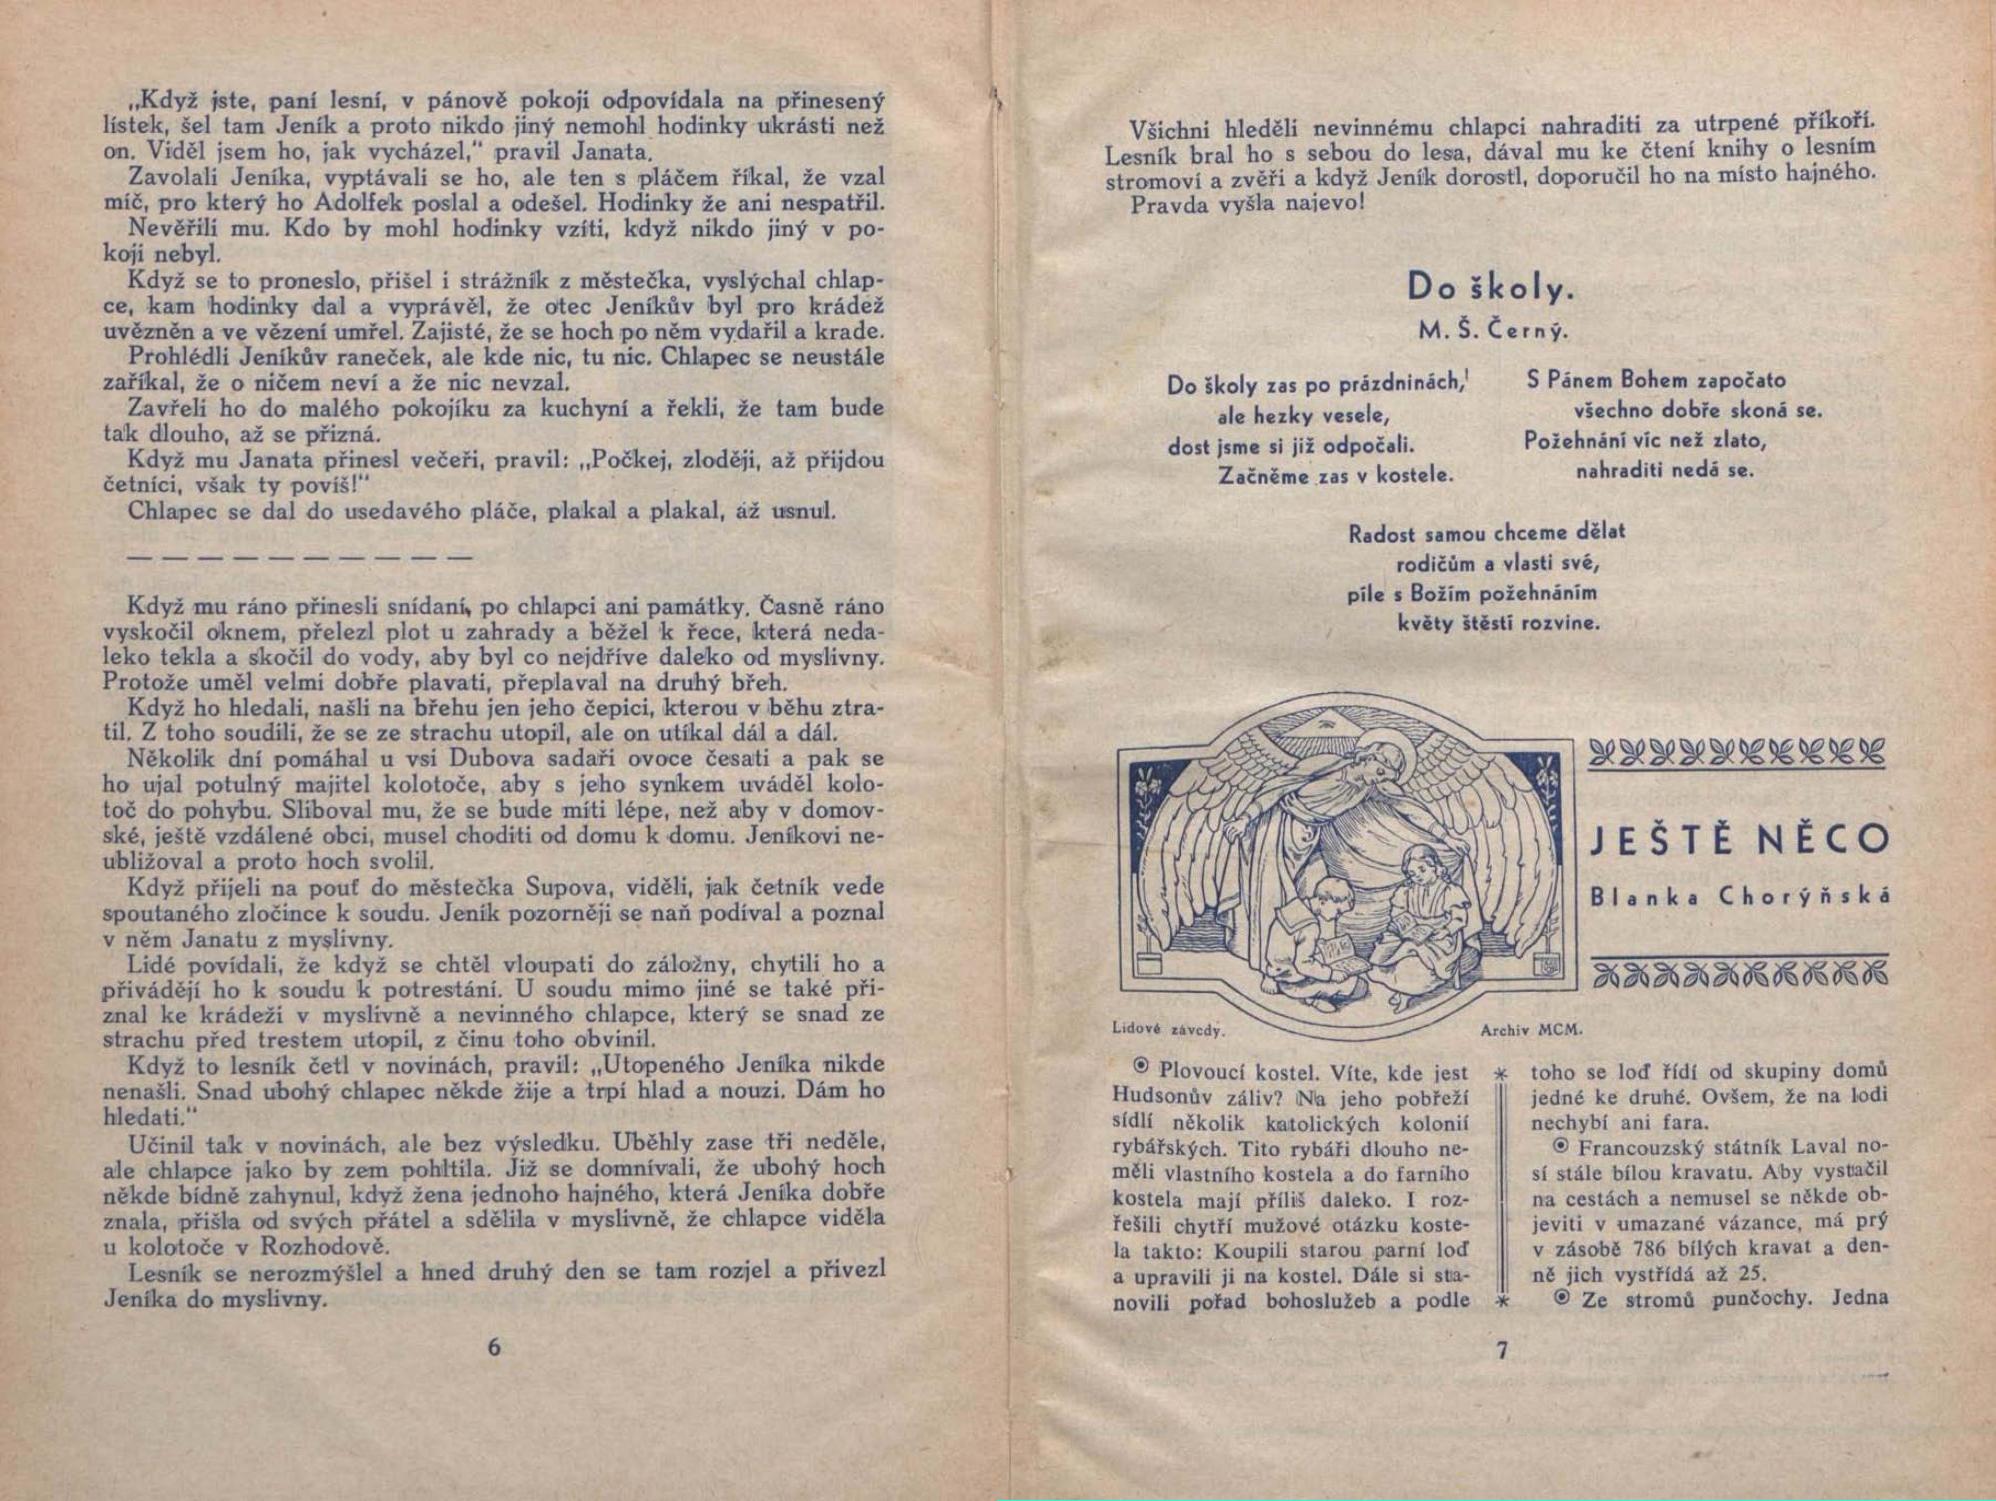 „Když jste, paní lesní, v pánově pokoji odpovídala na přinesený
lístek, šel tam Jeník a proto nikdo jiný nemohl hodinky ukrásti než
on. Viděl jsem ho, jak vycházel,“ pravil Janata.
Zavolali Jeníka, vyptávali se ho, ale ten s pláčem říkal, že vzal
míč, pro který ho Adolfek poslal a odešel. Hodinky že ani nespatřil.
Nevěřili mu. Kdo by mohl hodinky vzíti, když nikdo jiný v po-
koji nebyl.
Když se to proneslo, přišel i strážník z městečka, vyslýchal chlap-
ce, kam hodinky dal a vyprávěl, že otec Jeníkův byl pro krádež
uvězněn a ve vězení umřel. Zajisté, že se hoch po něm vydařil a krade.
Prohlédli Jeníkův raneček, ale kde nic, tu nic. Chlapec se neustále
zaříkal, že o ničem neví a že nic nevzal.
Zavřeli ho do malého pokojíku za kuchyní a řekli, že tam bude
tak dlouho, až se přizná.
Když mu Janata přinesl večeři, pravil: „Počkej, zloději, až přijdou
četníci, však ty povíš!“
Chlapec se dal do usedavého pláče, plakal a plakal, až usnul.
— — — — — — — — — — —
Když mu ráno přinesli snídaní, po chlapci ani památky. Časně ráno
vyskočil oknem, přelezl plot u zahrady a běžel k řece, která neda-
leko tekla a skočil do vody, aby byl co nejdříve daleko od myslivny.
Protože uměl velmi dobře plavati, přeplaval na druhý břeh.
Když ho hledali, našli na břehu jen jeho čepici, kterou v běhu ztra-
til. Z toho soudili, že se ze strachu utopil, ale on utíkal dál a dál.
Několik dní pomáhal u vsi Dubova sadaři ovoce česati a pak se
ho ujal potulný majitel kolotoče, aby s jeho synkem uváděl kolo-
toč do pohybu. Sliboval mu, že se bude míti lépe, než aby v domov-
ské, ještě vzdálené obci, musel choditi od domu k domu. Jeníkovi ne-
ubližoval a proto hoch svolil.
Když přijeli na pouť do městečka Supova, viděli, jak četník vede
spoutaného zločince k soudu. Jeník pozorněji se naň podíval a poznal
v něm Janatu z myslivny.
Lidé povídali, že když se chtěl vloupati do záložny, chytili ho a
přivádějí ho k soudu k potrestání. U soudu mimo jiné se také při-
znal ke krádeži v myslivně a nevinného chlapce, který se snad ze
strachu před trestem utopil, z činu toho obvinil.
Když to lesník četl v novinách, pravil: „Utopeného Jeníka nikde
nenašli. Snad ubohý chlapec někde žije a trpí hlad a nouzi. Dám ho
hledati.“
Učinil tak v novinách, ale bez výsledku. Uběhly zase tři neděle,
ale chlapce jako by zem pohltila. Již se domnívali, že ubohý hoch
někde bídně zahynul, když žena jednoho hajného, která Jeníka dobře
znala, přišla od svých přátel a sdělila v myslivně, že chlapce viděla
u kolotoče v Rozhodově.
Lesník se nerozmýšlel a hned druhý den se tam rozjel a přivezl
Jeníka do myslivny.
6
Všichni hleděli nevinnému chlapci nahraditi za utrpené příkoří.
Lesník bral ho s sebou do lesa, dával mu ke čtení knihy o lesním
stromoví a zvěři a když Jeník dorostl, doporučil ho na místo hajného.
Pravda vyšla najevo!
Do školy.
M. Š. Černý.
Do školy zas po prázdninách,
ale hezky vesele,
dost jsme si již odpočali.
Začněme zas v kostele.
S Pánem Bohem započato
všechno dobře skoná se.
Požehnání víc než zlato,
nahraditi nedá se.
Radost samou chceme dělat
rodičům a vlasti své,
píle s Božím požehnáním
květy štěstí rozvine.
JEŠTĚ NĚCO
Blanka Chorýňská
Lidové závody.
Archiv MCM.
⦿ Plovoucí kostel. Víte, kde jest
Hudsonův záliv? Na jeho pobřeží
sídlí několik katolických kolonií
rybářských. Tito rybáři dlouho ne-
měli vlastního kostela a do farního
kostela mají příliš daleko. I roz-
řešili chytří mužové otázku koste-
la takto: Koupili starou parní loď
a upravili ji na kostel. Dále si sta-
novili pořad bohoslužeb a podle
toho se loď řídí od skupiny domů
jedné ke druhé. Ovšem, že na lodi
nechybí ani fara.
⦿ Francouzský státník Laval no-
sí stále bílou kravatu. Aby vystačil
na cestách a nemusel se někde ob-
jeviti v umazané vázance, má prý
v zásobě 786 bílých kravat a den-
ně jich vystřídá až 25.
⦿ Ze stromů punčochy. Jedna
7